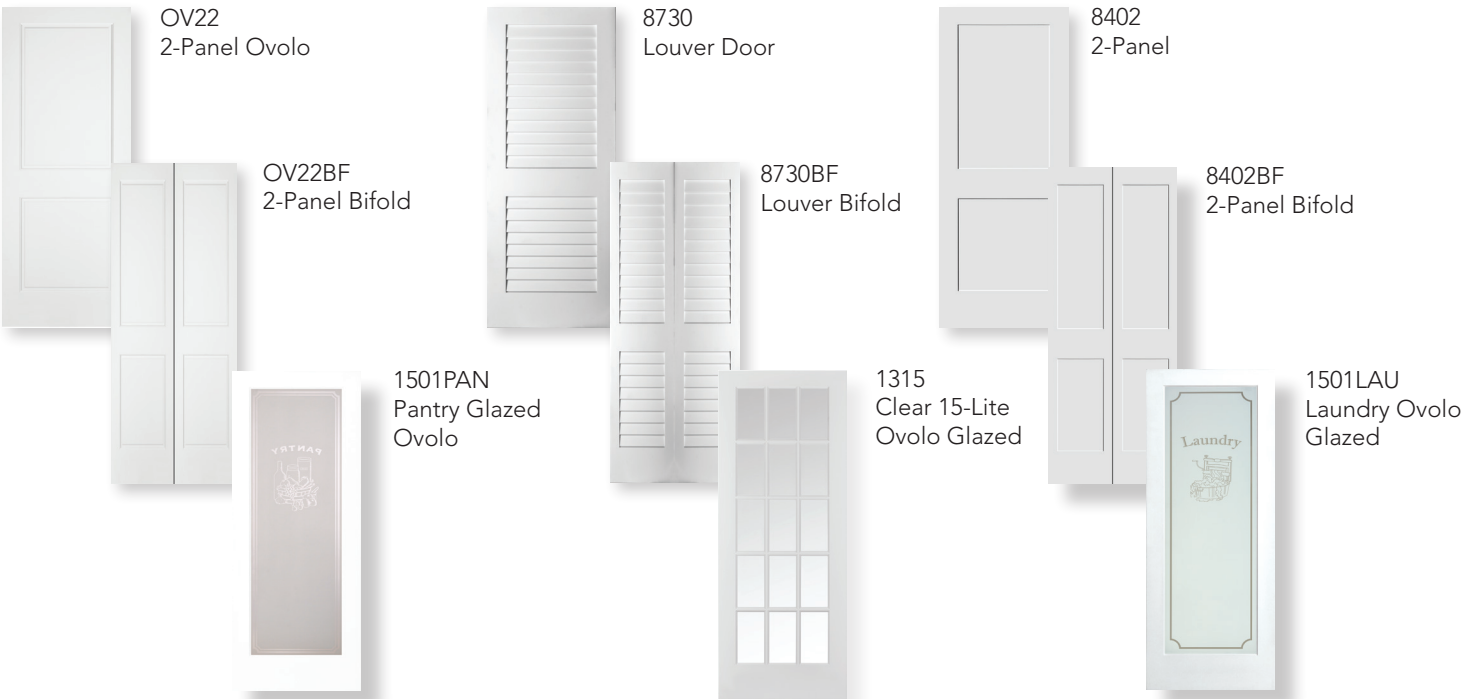 OV22
2-Panel Ovolo
8730
Louver Door
8402
2-Panel
OV22BF
2-Panel Bifold
8730BF
Louver Bifold
8402BF
2-Panel Bifold
1501PAN
Pantry Glazed
Ovolo
PANTRY
1315
Clear 15-Lite
Ovolo Glazed
1501LAU
Laundry Ovolo
Glazed
Laundry